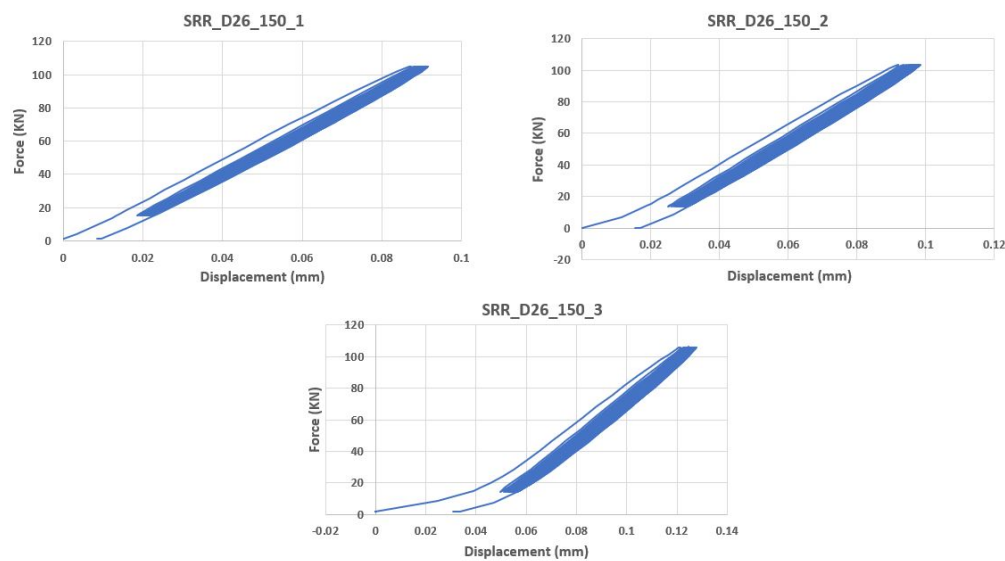 SRR_D26_150_1
120
100
80
60
40
20
0
Force (KN)
0 0.02 0.04 0.06 0.08 0.1
Displacement (mm)
SRR_D26_150_2
120
100
80
60
40
20
0
-20
Force (KN)
0 0.02 0.04 0.06 0.08 0.1 0.12
Displacement (mm)
SRR_D26_150_3
120
100
80
60
40
20
0
Force (KN)
-0.02 0 0.02 0.04 0.06 0.08 0.1 0.12 0.14
Displacement (mm)